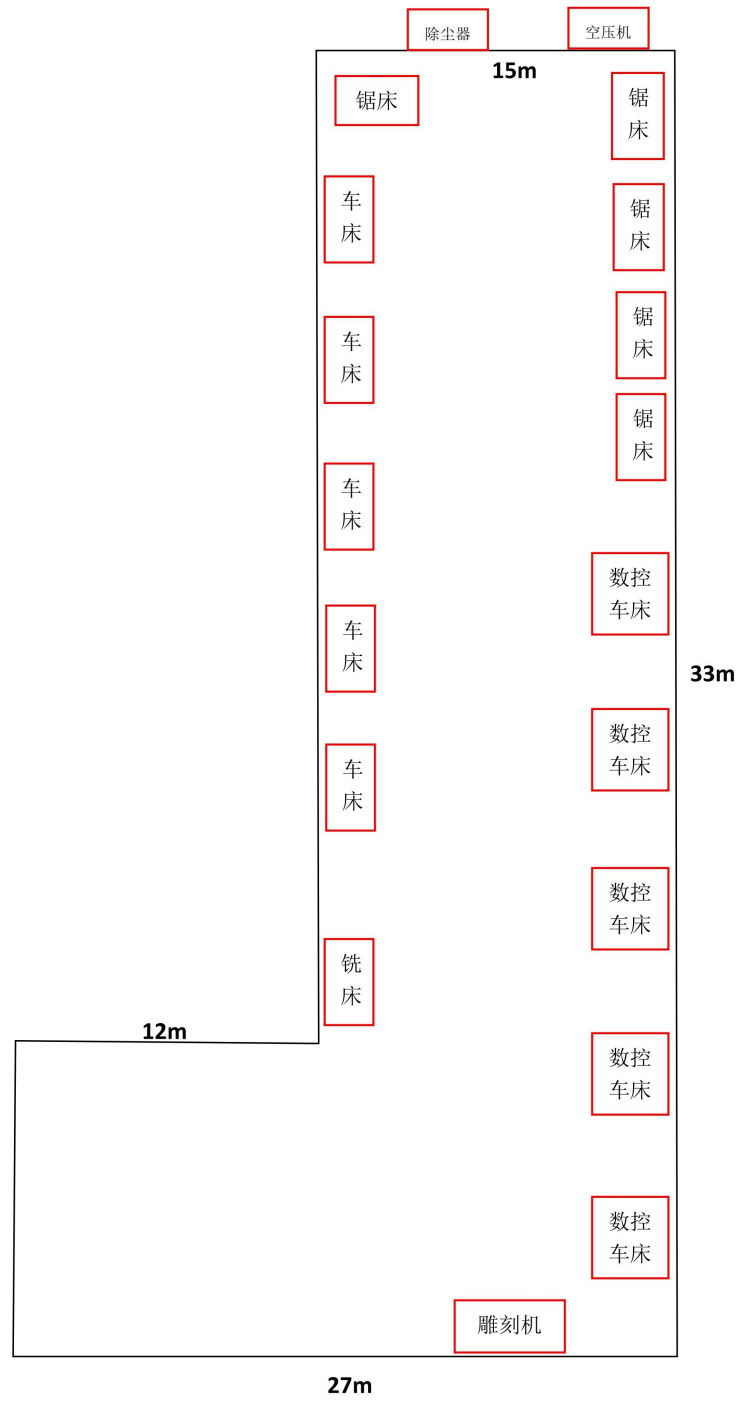 除尘器
空压机
15m
锯床
锯
床
车
床
锯
床
锯
床
车
床
锯
床
车
床
数控
车床
车
床
33m
数控
车床
车
床
数控
车床
铣
床
12m
数控
车床
数控
车床
雕刻机
27m